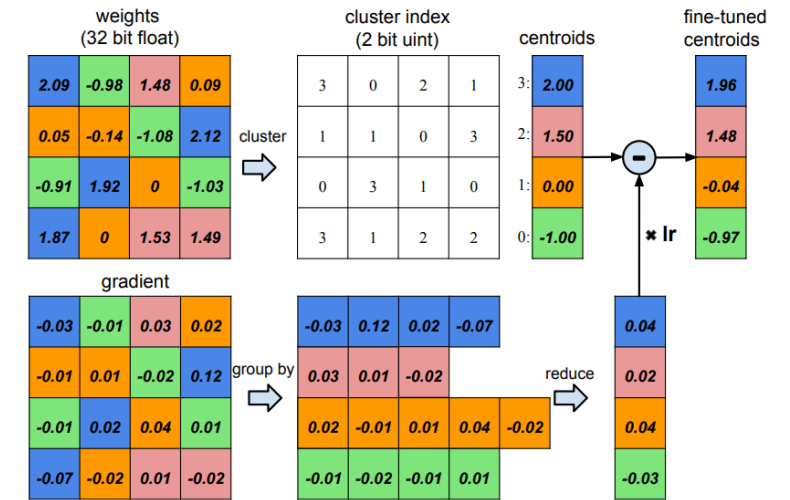 weights
(32 bit float)
cluster index
(2 bit uint)
centroids
fine-tuned
centroids
2.09 -0.98 1.48 0.09
3 0 2 1
3: 2.00
1.96
0.05 -0.14 -1.08 2.12
cluster
1 1 0 3
2: 1.50
-
1.48
-0.91 1.92 0 -1.03
0 3 1 0
1: 0.00
-0.04
1.87 0 1.53 1.49
3 1 2 2
0: -1.00
× lr
-0.97
gradient
-0.03 -0.01 0.03 0.02
-0.03 0.12 0.02 -0.07
0.04
-0.01 0.01 -0.02 0.12
group by
0.03 0.01 -0.02
reduce
0.02
-0.01 0.02 0.04 0.01
0.02 -0.01 0.01 0.04 -0.02
0.04
-0.07 -0.02 0.01 -0.02
-0.01 -0.02 -0.01 0.01
-0.03